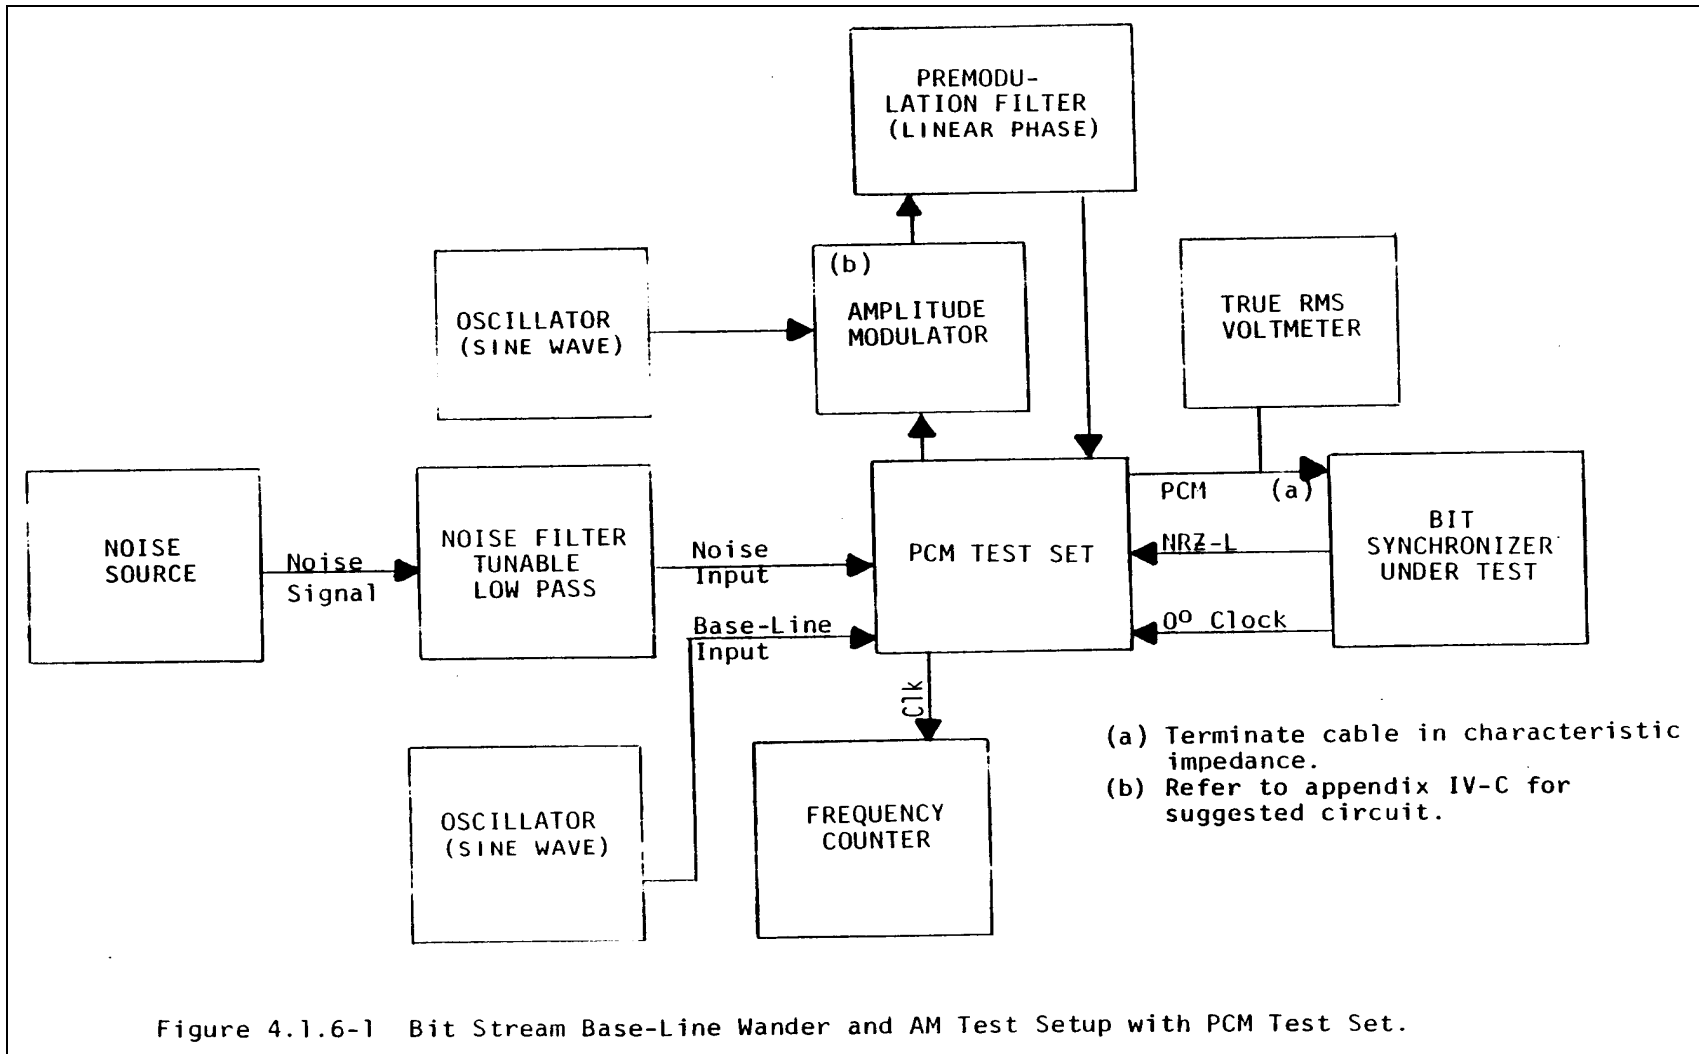 PREMODU-
LATION FILTER
(LINEAR PHASE)
(b)
AMPLITUDE
MODULATOR
OSCILLATOR
(SINE WAVE)
TRUE RMS
VOLTMETER
NOISE
SOURCE
Noise
Signal
NOISE FILTER
TUNABLE
LOW PASS
Noise
Input
Base-Line
Input
PCM TEST SET
PCM (a)
NRZ-L
0º Clock
BIT
SYNCHRONIZER
UNDER TEST
Clk
OSCILLATOR
(SINE WAVE)
FREQUENCY
COUNTER
(a) Terminate cable in characteristic
impedance.
(b) Refer to appendix IV-C for
suggested circuit.
Figure 4.1.6-1 Bit Stream Base-Line Wander and AM Test Setup with PCM Test Set.